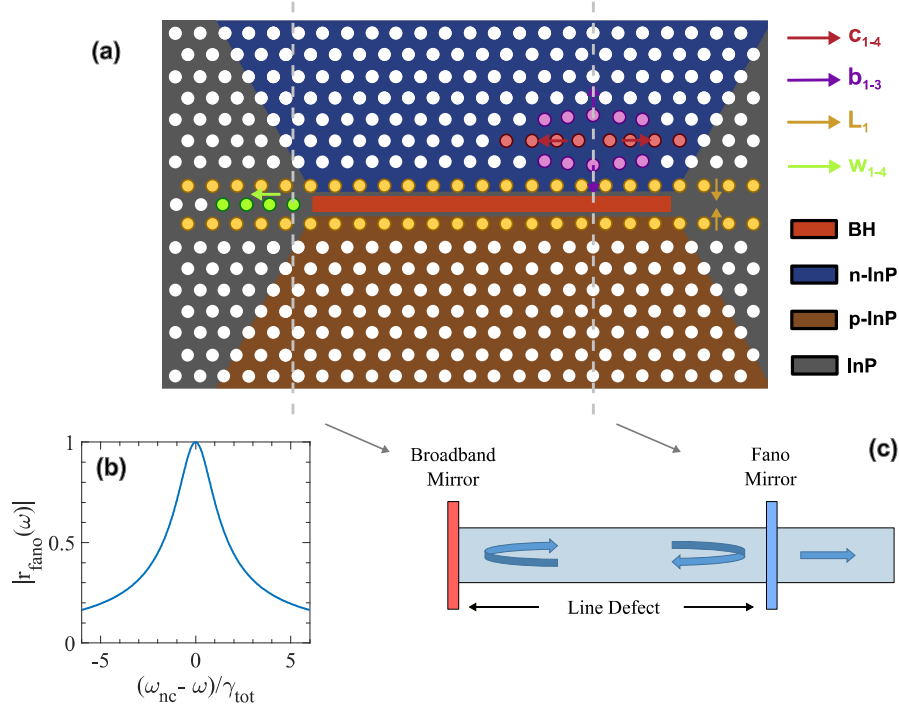 (a)
c1-4
b1-3
L1
w1-4
BH
n-InP
p-InP
InP
(b)
1
0.5
0
-5
0
5
|rfano(ω)|
(ωnc - ω)/γtot
(c)
Broadband
Mirror
Fano
Mirror
Line Defect